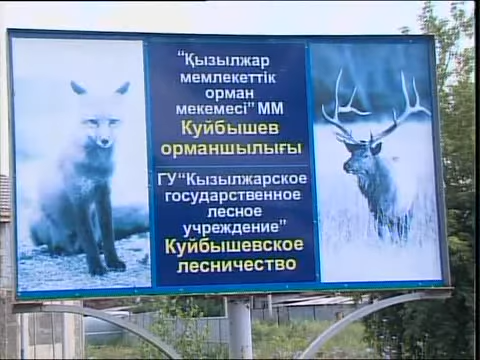 “Қызылжар
мемлекеттік
орман
мекемесі” ММ
Куйбышев
орманшылығы
ГУ“Кызылжарское
государственное
лесное
учреждение”
Куйбышевское
лесничество